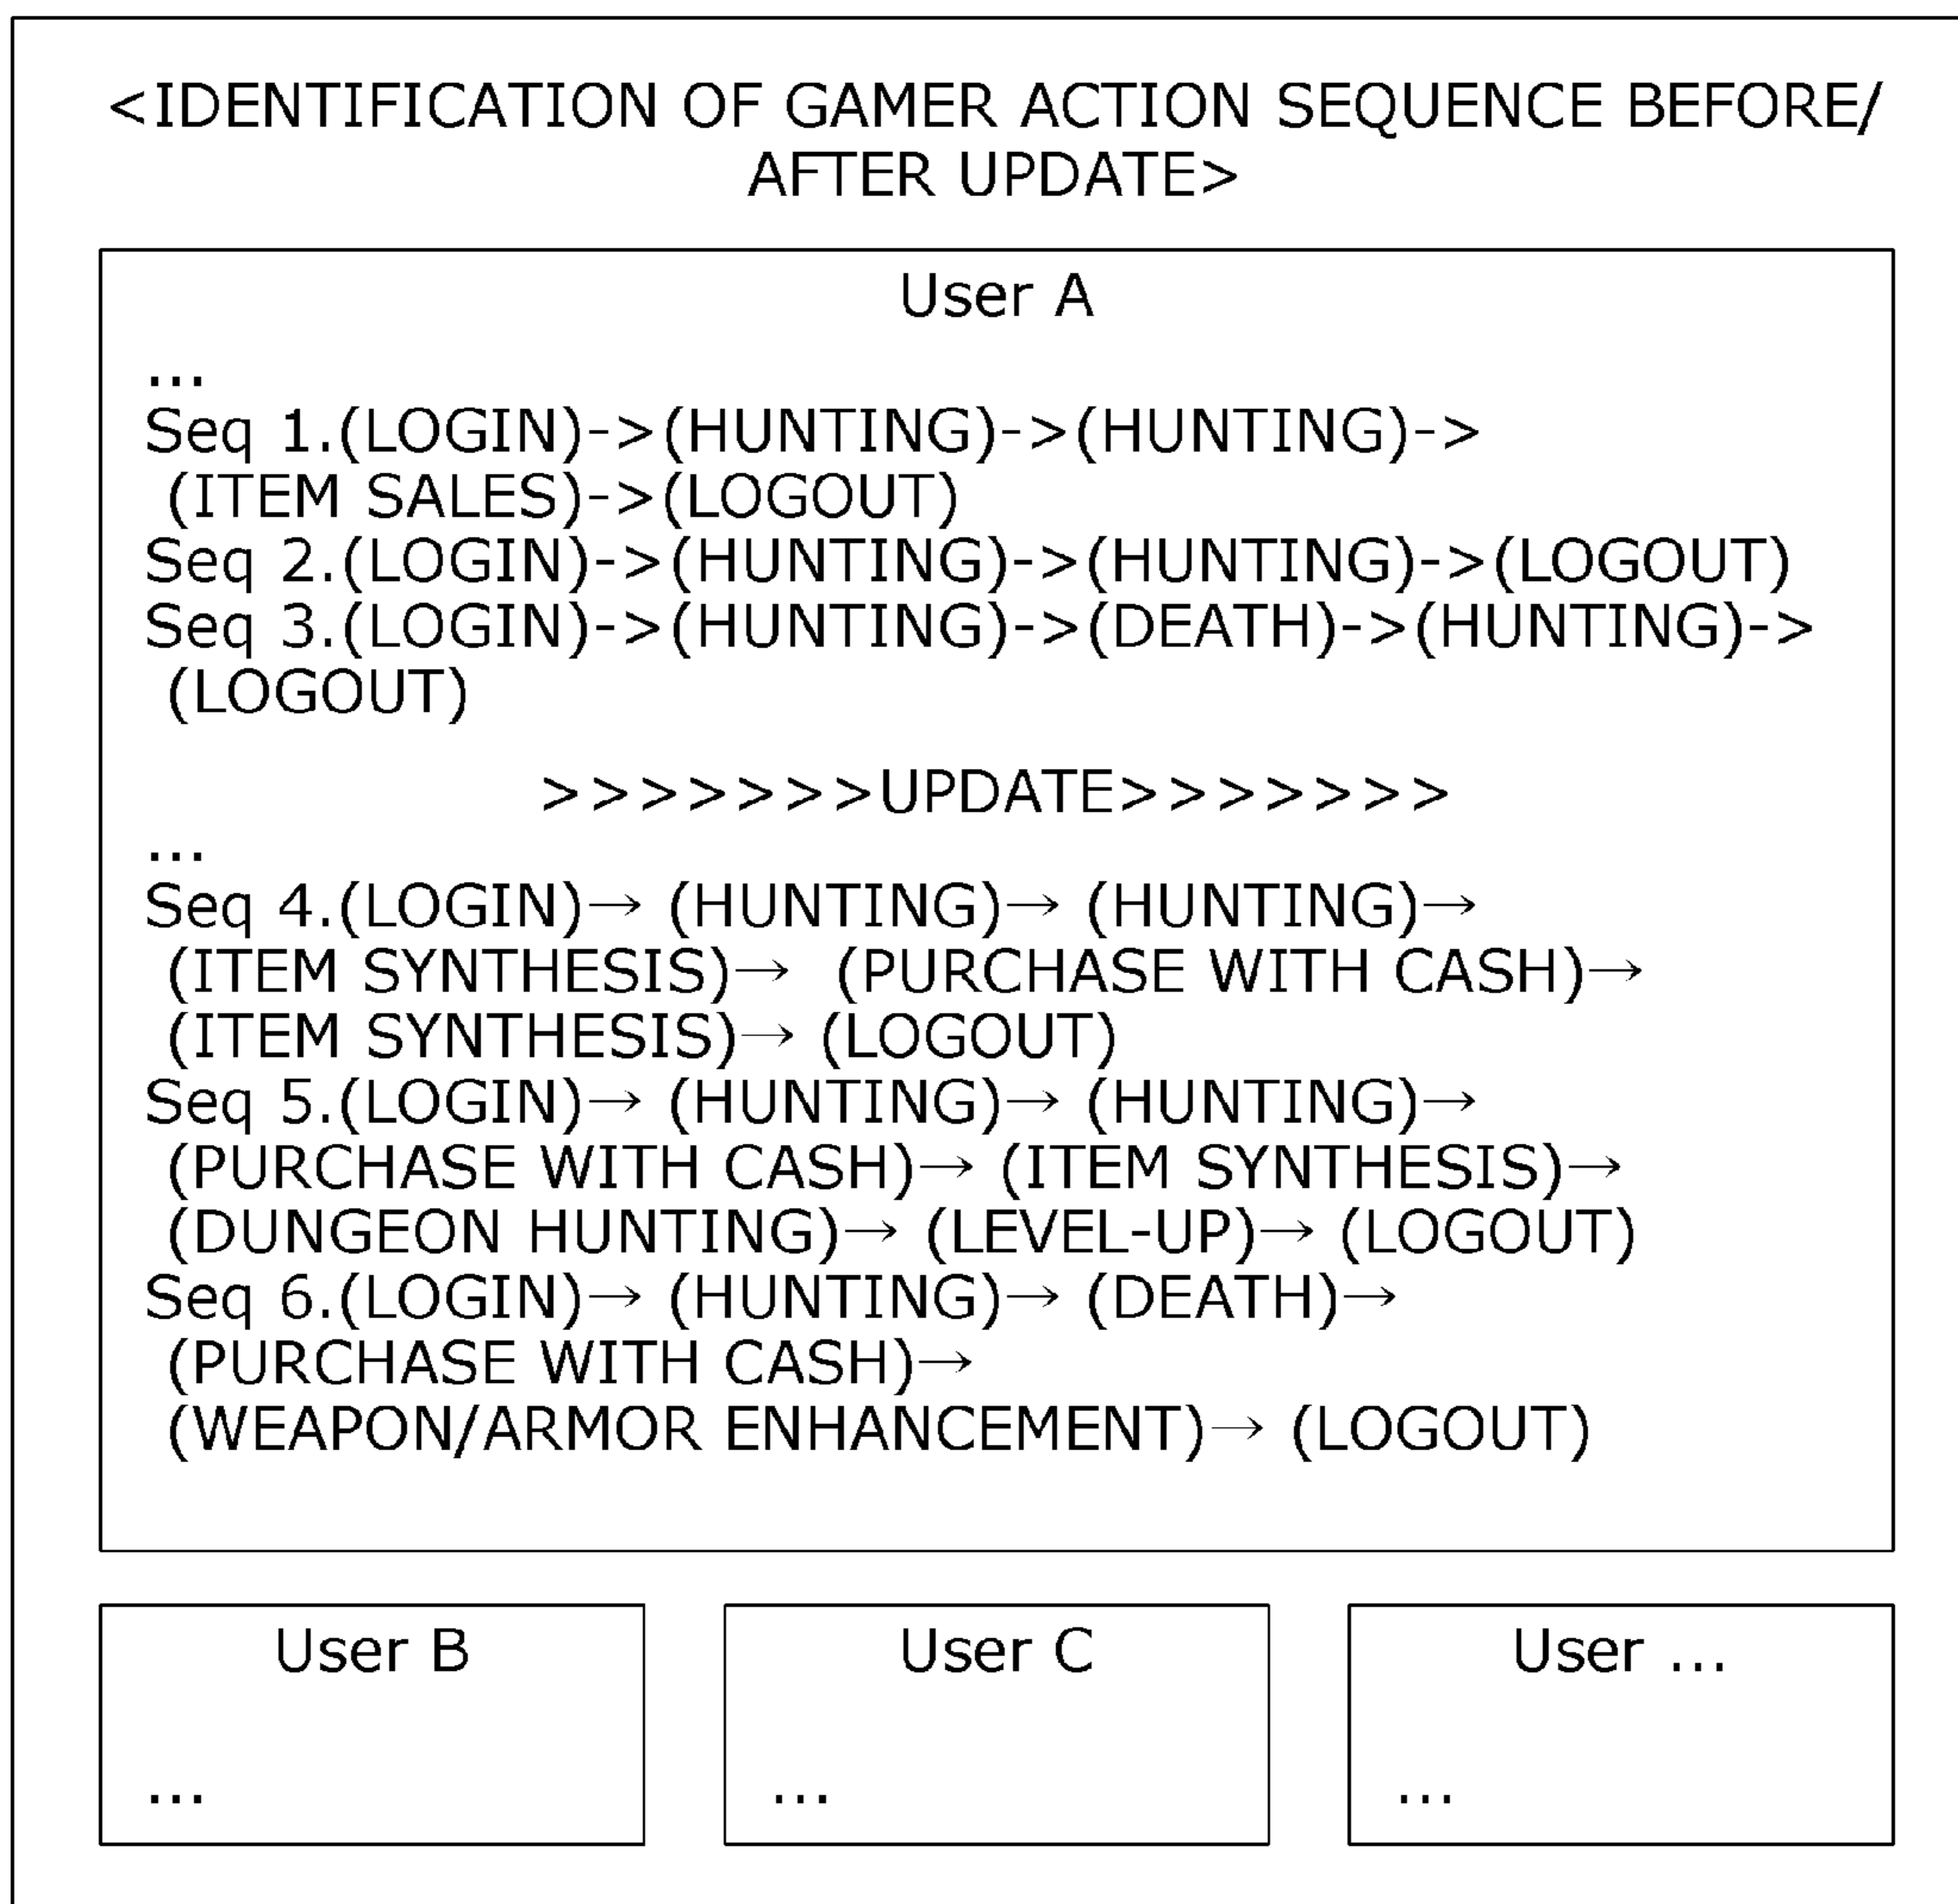 <IDENTIFICATION OF GAMER ACTION SEQUENCE BEFORE/
AFTER UPDATE>
User A
...
Seq 1.(LOGIN)->(HUNTING)->(HUNTING)->
(ITEM SALES)->(LOGOUT)
Seq 2.(LOGIN)->(HUNTING)->(HUNTING)->(LOGOUT)
Seq 3.(LOGIN)->(HUNTING)->(DEATH)->(HUNTING)->
(LOGOUT)
>>>>>>>UPDATE>>>>>>>
...
Seq 4.(LOGIN)→ (HUNTING)→ (HUNTING)→
(ITEM SYNTHESIS)→ (PURCHASE WITH CASH)→
(ITEM SYNTHESIS)→ (LOGOUT)
Seq 5.(LOGIN)→ (HUNTING)→ (HUNTING)→
(PURCHASE WITH CASH)→ (ITEM SYNTHESIS)→
(DUNGEON HUNTING)→ (LEVEL-UP)→ (LOGOUT)
Seq 6.(LOGIN)→ (HUNTING)→ (DEATH)→
(PURCHASE WITH CASH)→
(WEAPON/ARMOR ENHANCEMENT)→ (LOGOUT)
User B
...
User C
...
User ...
...